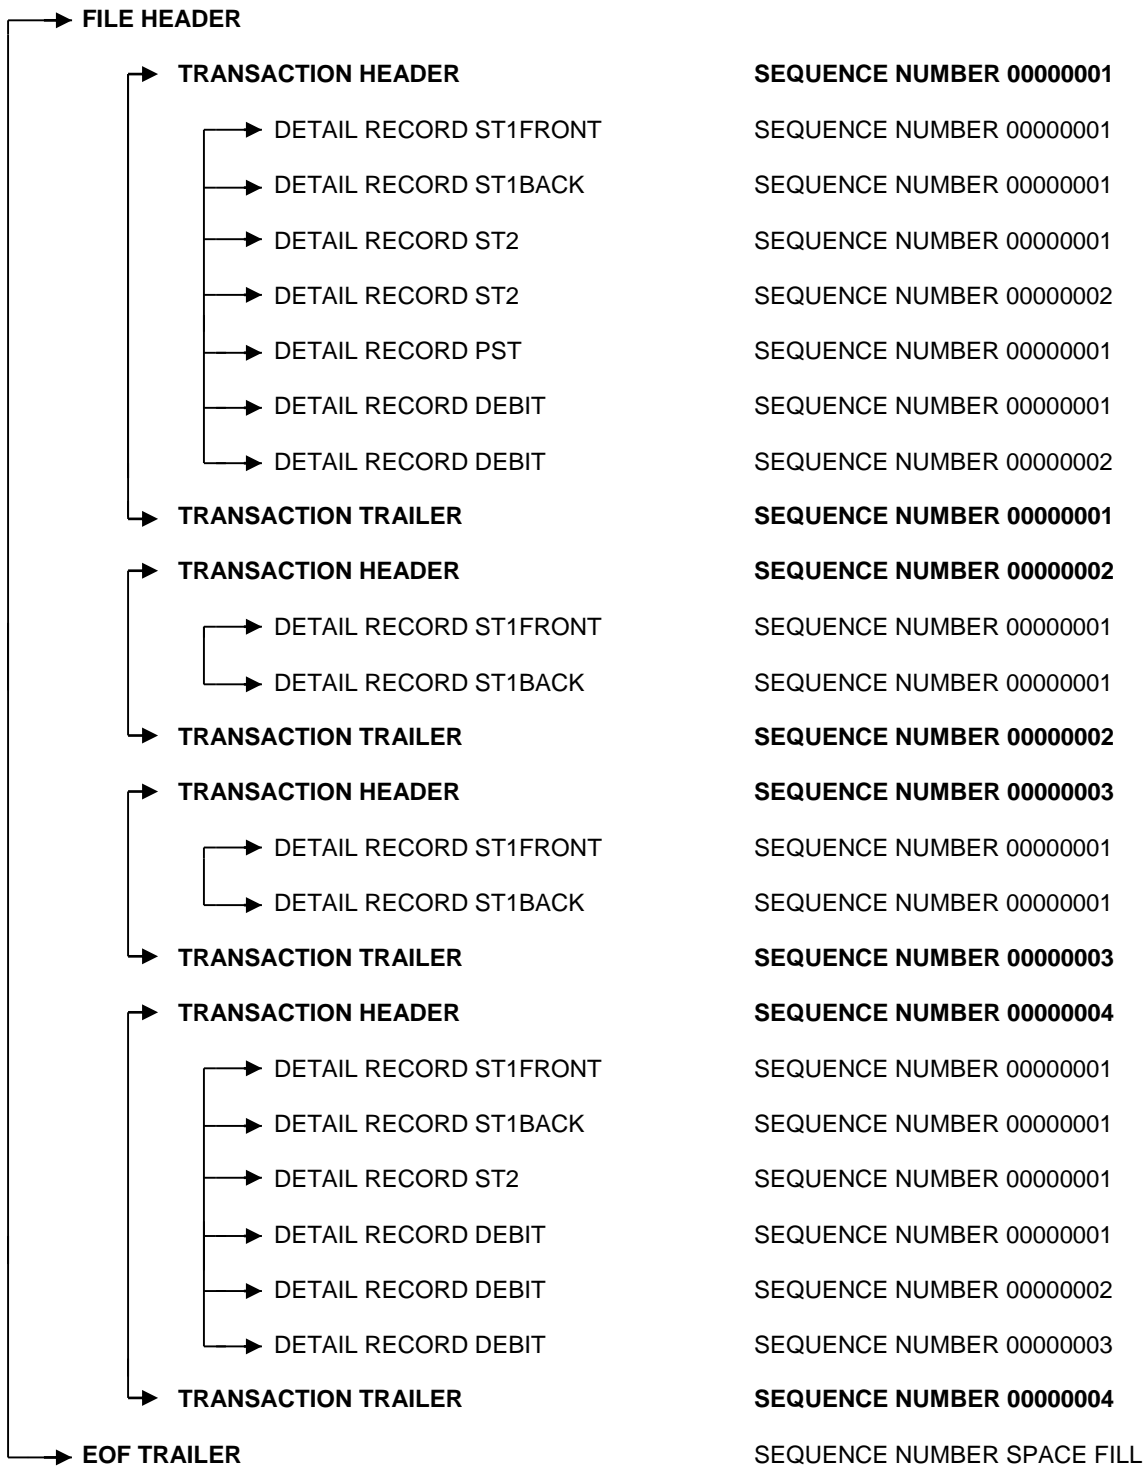 FILE HEADER
TRANSACTION HEADER SEQUENCE NUMBER 00000001
DETAIL RECORD ST1FRONT SEQUENCE NUMBER 00000001
DETAIL RECORD ST1BACK SEQUENCE NUMBER 00000001
DETAIL RECORD ST2 SEQUENCE NUMBER 00000001
DETAIL RECORD ST2 SEQUENCE NUMBER 00000002
DETAIL RECORD PST SEQUENCE NUMBER 00000001
DETAIL RECORD DEBIT SEQUENCE NUMBER 00000001
DETAIL RECORD DEBIT SEQUENCE NUMBER 00000002
TRANSACTION TRAILER SEQUENCE NUMBER 00000001
TRANSACTION HEADER SEQUENCE NUMBER 00000002
DETAIL RECORD ST1FRONT SEQUENCE NUMBER 00000001
DETAIL RECORD ST1BACK SEQUENCE NUMBER 00000001
TRANSACTION TRAILER SEQUENCE NUMBER 00000002
TRANSACTION HEADER SEQUENCE NUMBER 00000003
DETAIL RECORD ST1FRONT SEQUENCE NUMBER 00000001
DETAIL RECORD ST1BACK SEQUENCE NUMBER 00000001
TRANSACTION TRAILER SEQUENCE NUMBER 00000003
TRANSACTION HEADER SEQUENCE NUMBER 00000004
DETAIL RECORD ST1FRONT SEQUENCE NUMBER 00000001
DETAIL RECORD ST1BACK SEQUENCE NUMBER 00000001
DETAIL RECORD ST2 SEQUENCE NUMBER 00000001
DETAIL RECORD DEBIT SEQUENCE NUMBER 00000001
DETAIL RECORD DEBIT SEQUENCE NUMBER 00000002
DETAIL RECORD DEBIT SEQUENCE NUMBER 00000003
TRANSACTION TRAILER SEQUENCE NUMBER 00000004
EOF TRAILER SEQUENCE NUMBER SPACE FILL